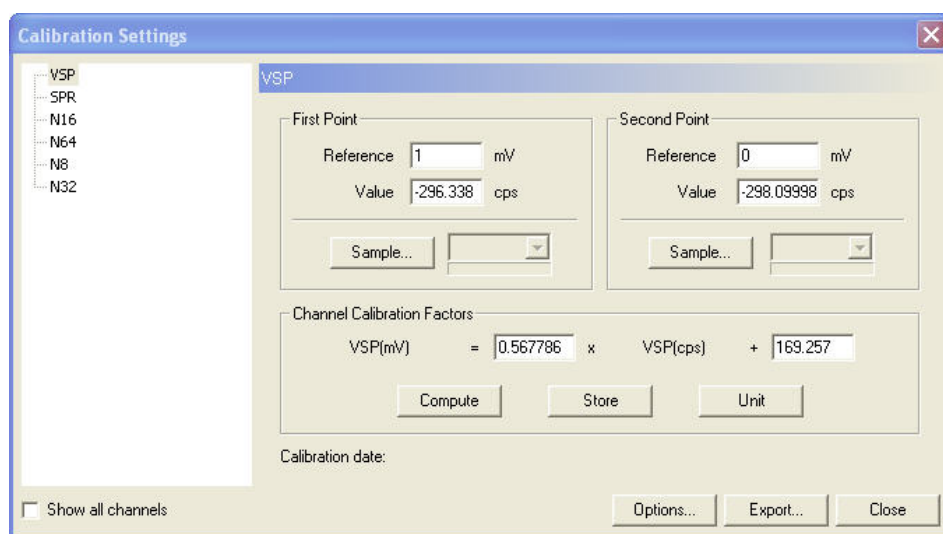 Calibration Settings
VSP
SPR
N16
N64
N8
N32
VSP
First Point
Reference 1 mV
Value -296.338 cps
Sample...
Second Point
Reference 0 mV
Value -298.09998 cps
Sample...
Channel Calibration Factors
VSP(mV) = 0.567786 x VSP(cps) + 169.257
Compute Store Unit
Calibration date:
Show all channels
Options... Export... Close